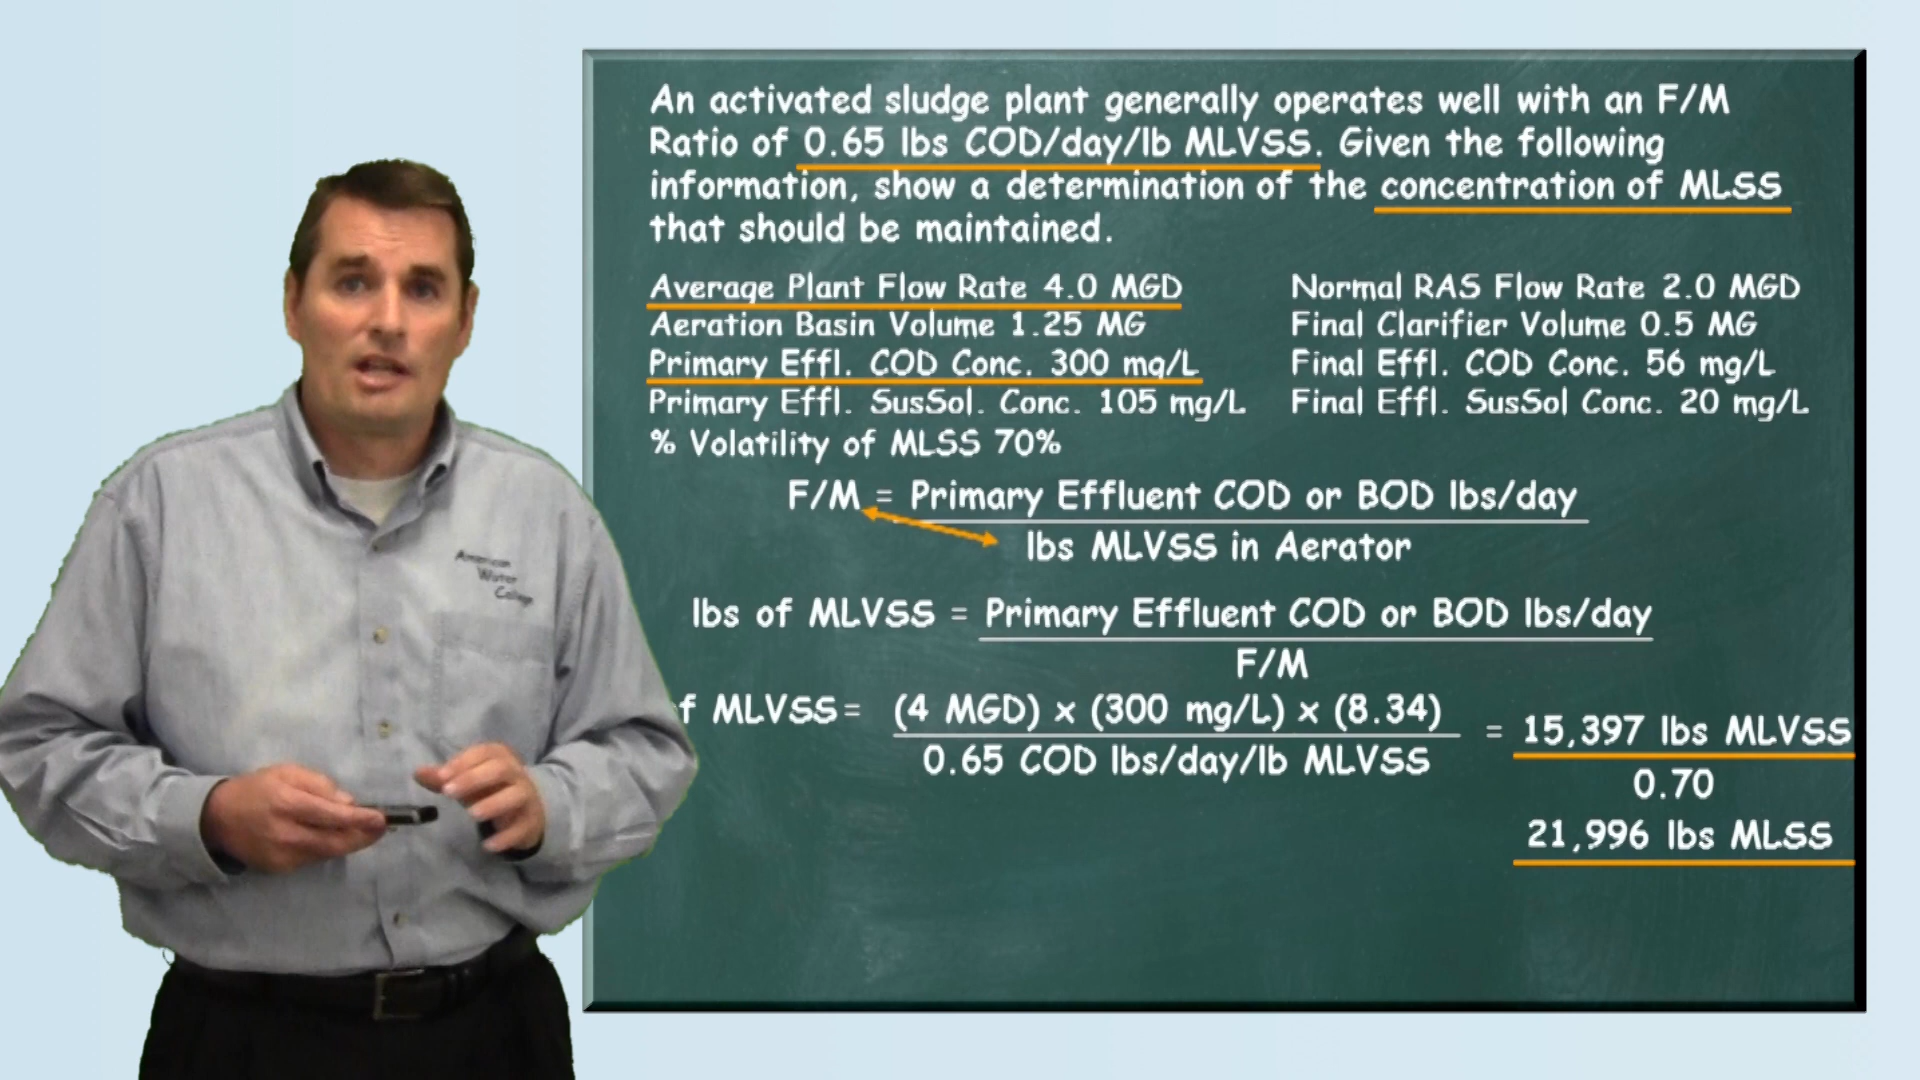 An activated sludge plant generally operates well with an F/M
Ratio of 0.65 lbs COD/day/lb MLVSS. Given the following
information, show a determination of the concentration of MLSS
that should be maintained.
Average Plant Flow Rate 4.0 MGD
Aeration Basin Volume 1.25 MG
Primary Effl. COD Conc. 300 mg/L
Primary Effl. SusSol. Conc. 105 mg/L
% Volatility of MLSS 70%
Normal RAS Flow Rate 2.0 MGD
Final Clarifier Volume 0.5 MG
Final Effl. COD Conc. 56 mg/L
Final Effl. SusSol Conc. 20 mg/L
F/M = Primary Effluent COD or BOD lbs/day
lbs MLVSS in Aerator
lbs of MLVSS = Primary Effluent COD or BOD lbs/day
F/M
f MLVSS = (4 MGD) x (300 mg/L) x (8.34)
0.65 COD lbs/day/lb MLVSS
= 15,397 lbs MLVSS
0.70
21,996 lbs MLSS
American
Water
College